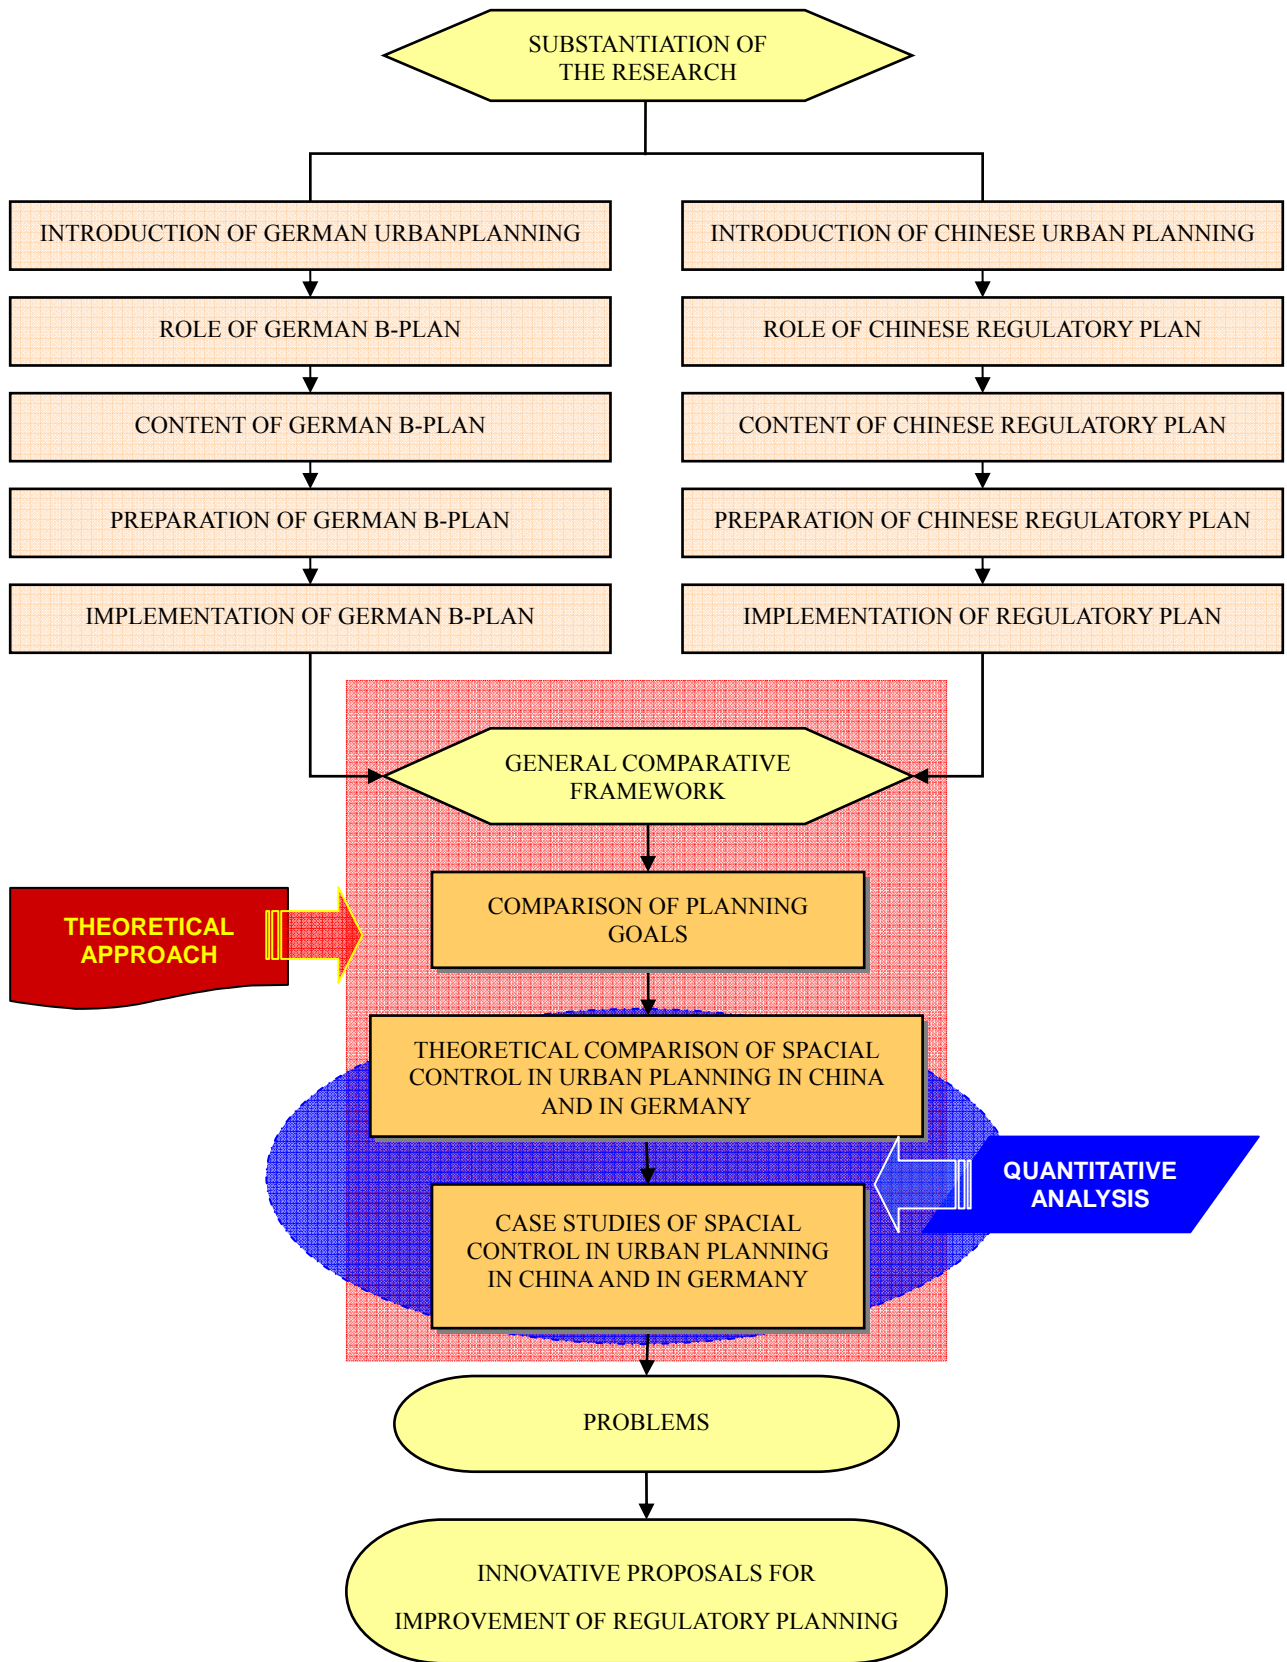 SUBSTANTIATION OF
THE RESEARCH
INTRODUCTION OF GERMAN URBANPLANNING
ROLE OF GERMAN B-PLAN
CONTENT OF GERMAN B-PLAN
PREPARATION OF GERMAN B-PLAN
IMPLEMENTATION OF GERMAN B-PLAN
INTRODUCTION OF CHINESE URBAN PLANNING
ROLE OF CHINESE REGULATORY PLAN
CONTENT OF CHINESE REGULATORY PLAN
PREPARATION OF CHINESE REGULATORY PLAN
IMPLEMENTATION OF REGULATORY PLAN
GENERAL COMPARATIVE
FRAMEWORK
THEORETICAL
APPROACH
COMPARISON OF PLANNING
GOALS
THEORETICAL COMPARISON OF SPACIAL
CONTROL IN URBAN PLANNING IN CHINA
AND IN GERMANY
QUANTITATIVE
ANALYSIS
CASE STUDIES OF SPACIAL
CONTROL IN URBAN PLANNING
IN CHINA AND IN GERMANY
PROBLEMS
INNOVATIVE PROPOSALS FOR
IMPROVEMENT OF REGULATORY PLANNING